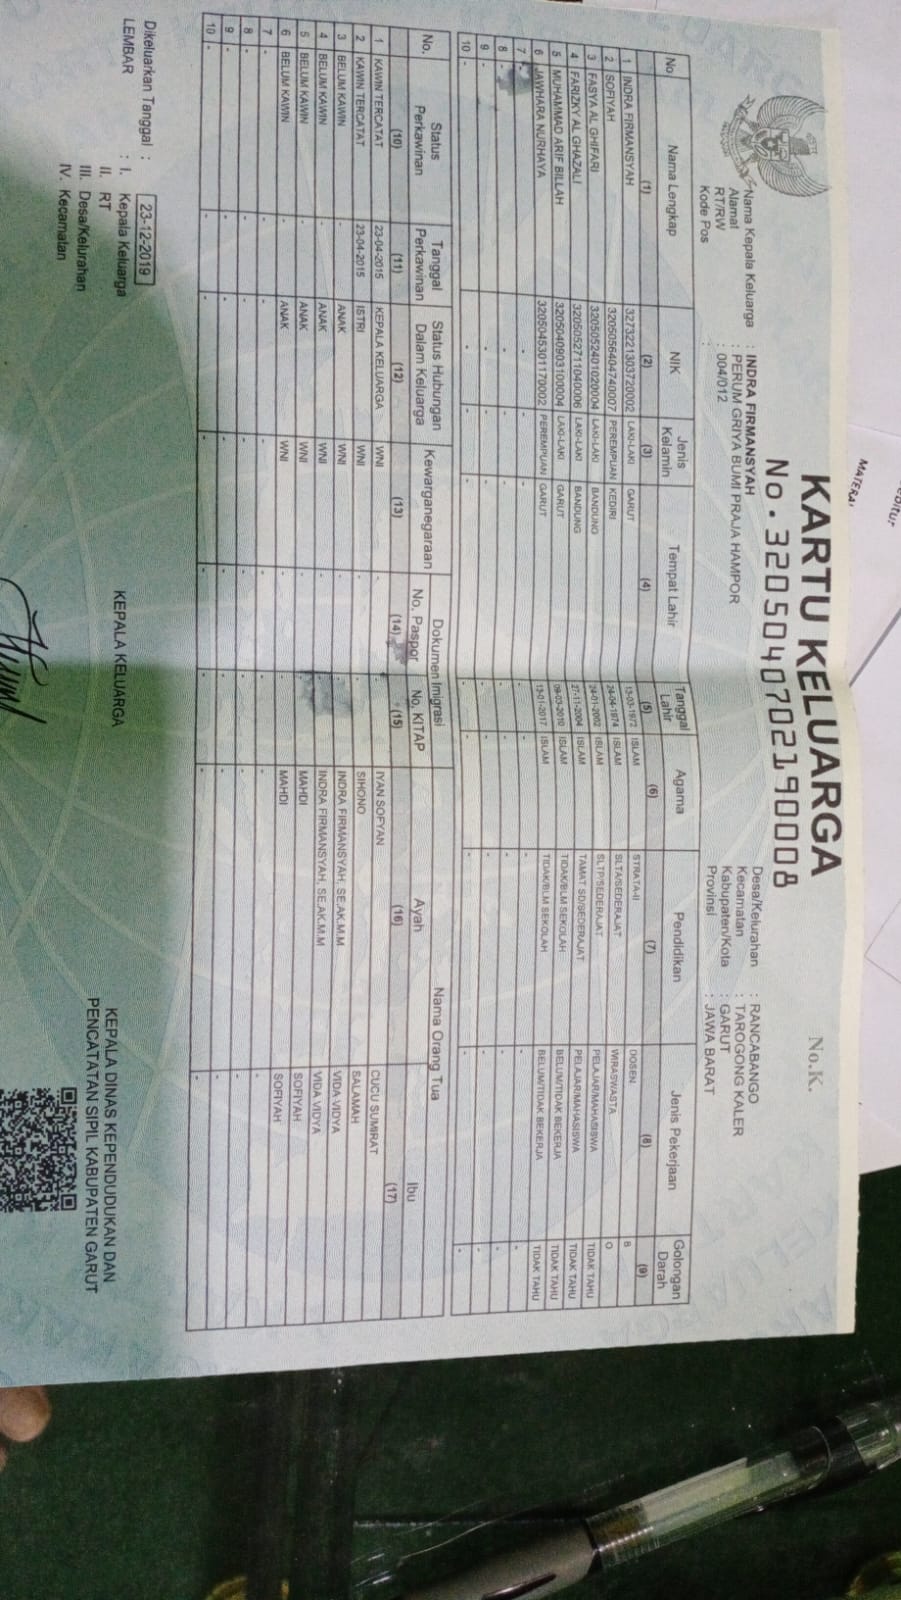 KARTU KELUARGA
No. 3205040702190008
No.K.
Nama Kepala Keluarga : INDRA FIRMANSYAH
Alamat : PERUM GRIYA BUMI PRAJA HAMPOR
RT/RW : 004/012
Kode Pos :
Desa/Kelurahan : RANCABANGO
Kecamatan : TAROGONG KALER
Kabupaten/Kota : GARUT
Provinsi : JAWA BARAT
No Nama Lengkap NIK Jenis Kelamin Tempat Lahir Tanggal Lahir Agama Pendidikan Jenis Pekerjaan Golongan Darah
(1) (2) (3) (4) (5) (6) (7) (8) (9)
1 INDRA FIRMANSYAH 3273221303720002 LAKI-LAKI GARUT 13-03-1972 ISLAM STRATA-II DOSEN B
2 SOFIYAH 3205056404740007 PEREMPUAN KEDIRI 24-04-1974 ISLAM SLTA/SEDERAJAT WIRASWASTA O
3 FASYA AL GHIFARI 3205052401020004 LAKI-LAKI BANDUNG 24-01-2002 ISLAM SLTP/SEDERAJAT PELAJAR/MAHASISWA TIDAK TAHU
4 FARIZKY AL GHAZALI 3205052711040006 LAKI-LAKI BANDUNG 27-11-2004 ISLAM TAMAT SD/SEDERAJAT PELAJAR/MAHASISWA TIDAK TAHU
5 MUHAMMAD ARIF BILLAH 3205040903100004 LAKI-LAKI GARUT 09-03-2010 ISLAM TIDAK/BLM SEKOLAH BELUM/TIDAK BEKERJA TIDAK TAHU
6 JAWHARA NURHAYA 3205045301170002 PEREMPUAN GARUT 13-01-2017 ISLAM TIDAK/BLM SEKOLAH BELUM/TIDAK BEKERJA TIDAK TAHU
7 - - - - - - - - -
8 - - - - - - - - -
9 - - - - - - - - -
10 - - - - - - - - -
No. Status Perkawinan Tanggal Perkawinan Status Hubungan Dalam Keluarga Kewarganegaraan Dokumen Imigrasi Nama Orang Tua
No. Paspor No. KITAP Ayah Ibu
(10) (11) (12) (13) (14) (15) (16) (17)
1 KAWIN TERCATAT 23-04-2015 KEPALA KELUARGA WNI - - IYAN SOFYAN CUCU SUMIRAT
2 KAWIN TERCATAT 23-04-2015 ISTRI WNI - - SIHONO SALAMAH
3 BELUM KAWIN - ANAK WNI - - INDRA FIRMANSYAH, SE,AK,M.M VIDA VIDYA
4 BELUM KAWIN - ANAK WNI - - INDRA FIRMANSYAH, SE,AK,M.M VIDA VIDYA
5 BELUM KAWIN - ANAK WNI - - MAHDI SOFIYAH
6 BELUM KAWIN - ANAK WNI - - MAHDI SOFIYAH
7 - - - - - - - -
8 - - - - - - - -
9 - - - - - - - -
10 - - - - - - - -
Dikeluarkan Tanggal : 23-12-2019
LEMBAR : I. Kepala Keluarga
II. RT
III. Desa/Kelurahan
IV. Kecamatan
KEPALA KELUARGA
KEPALA DINAS KEPENDUDUKAN DAN
PENCATATAN SIPIL KABUPATEN GARUT